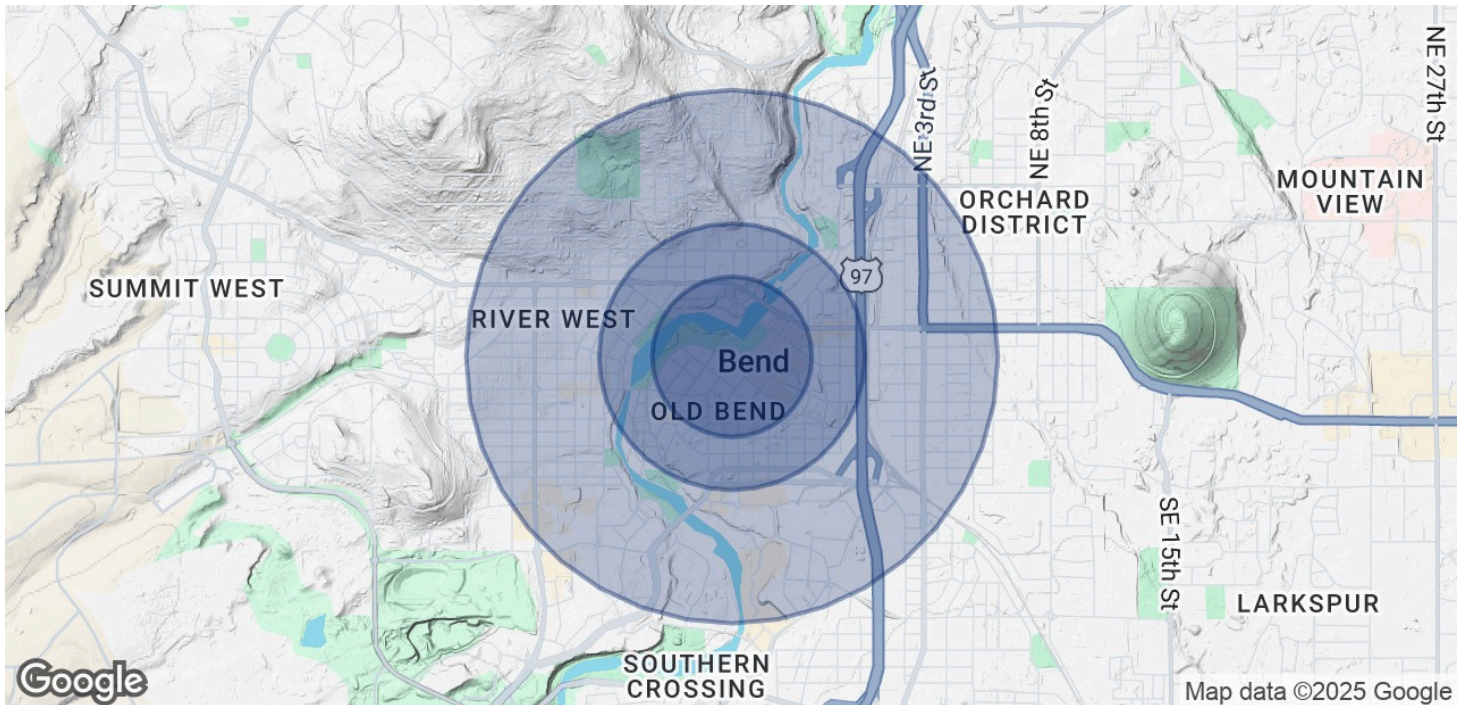 NE 27th St
NE 3rd St
NE 8th St
MOUNTAIN
VIEW
ORCHARD
DISTRICT
97
SUMMIT WEST
RIVER WEST
Bend
OLD BEND
SE 15th St
LARKSPUR
SOUTHERN
CROSSING
Google
Map data ©2025 Google